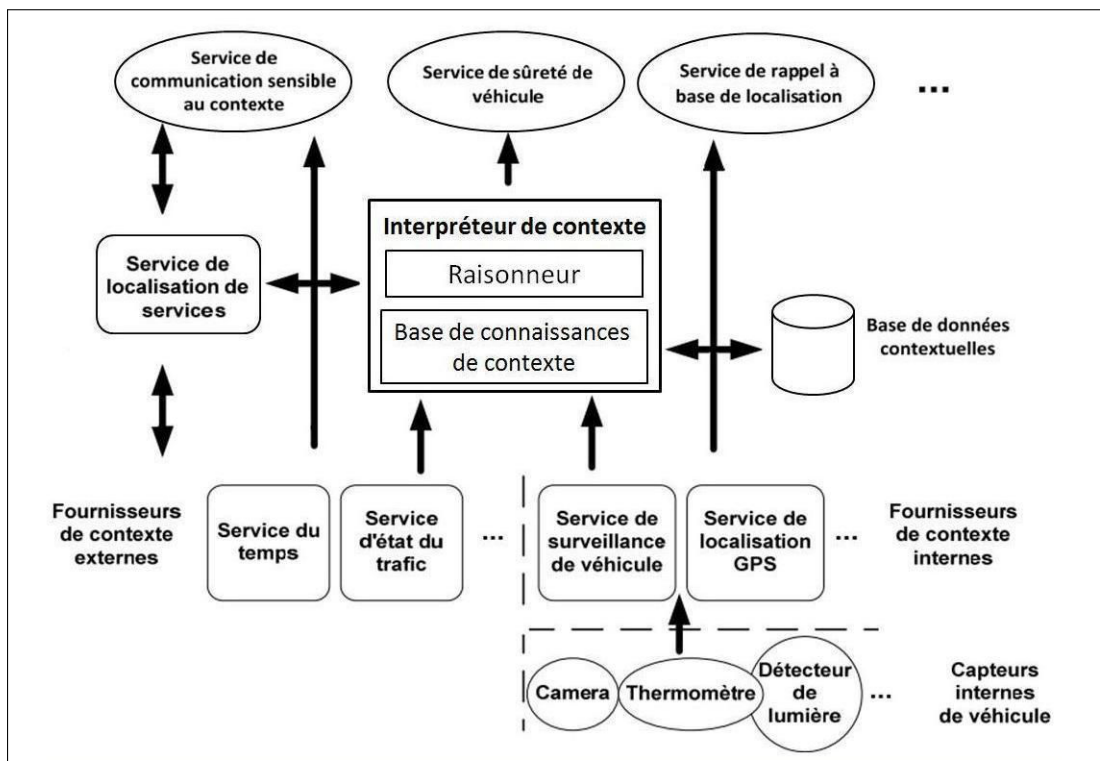 Service de
communication sensible
au contexte
Service de sûreté de
véhicule
Service de rappel à
base de localisation
...
Interpréteur de contexte
Raisonneur
Base de connaissances
de contexte
Service de
localisation de
services
Base de données
contextuelles
Fournisseurs
de contexte
externes
Service du
temps
Service
d'état du
trafic
...
Service de
surveillance
de véhicule
Service de
localisation
GPS
...
Fournisseurs
de contexte
internes
Camera
Thermomètre
Détecteur
de
lumière
...
Capteurs
internes
de véhicule